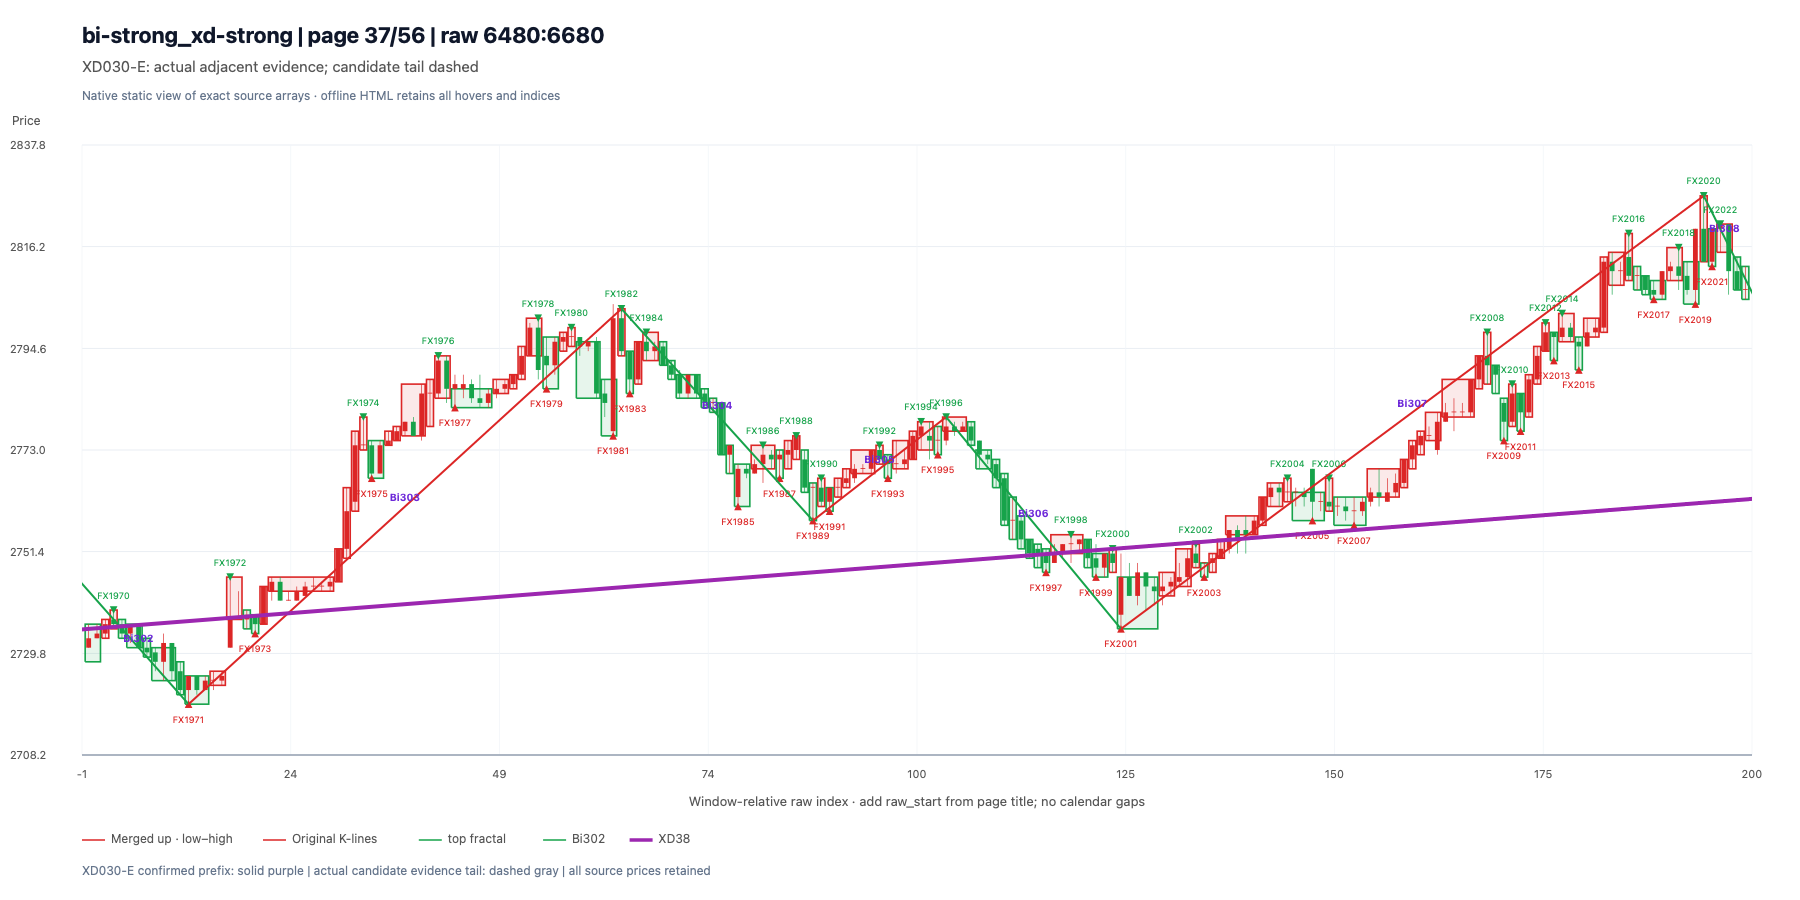 bi-strong_xd-strong | page 37/56 | raw 6480:6680
XD030-E: actual adjacent evidence; candidate tail dashed
Native static view of exact source arrays · offline HTML retains all hovers and indices
Price
2837.8
FX2020
FX2022
FX2016
Bi308
FX2018
2816.2
FX2021
FX1982
FX2014
FX1978
FX2012
FX1980
FX1984
FX2008
FX2017
FX2019
FX1976
2794.6
FX2010
FX2013
FX2015
FX1979
FX1974
FX1983
Bi304
FX1994
FX1996
Bi307
FX1977
FX1986
FX1988
FX1992
FX2011
2773.0
FX1981
FX2009
Bi305
FX1990
FX2004
FX2006
FX1975
Bi303
FX1987
FX1993
FX1995
Bi306
FX1985
FX1991
FX1998
FX1989
FX2000
FX2002
FX2005
FX2007
2751.4
FX1972
FX1997
FX1999
FX2003
FX1970
Bi302
FX1973
FX2001
2729.8
FX1971
2708.2
-1 24 49 74 100 125 150 175 200
Window-relative raw index · add raw_start from page title; no calendar gaps
Merged up · low–high Original K-lines top fractal Bi302 XD38
XD030-E confirmed prefix: solid purple | actual candidate evidence tail: dashed gray | all source prices retained